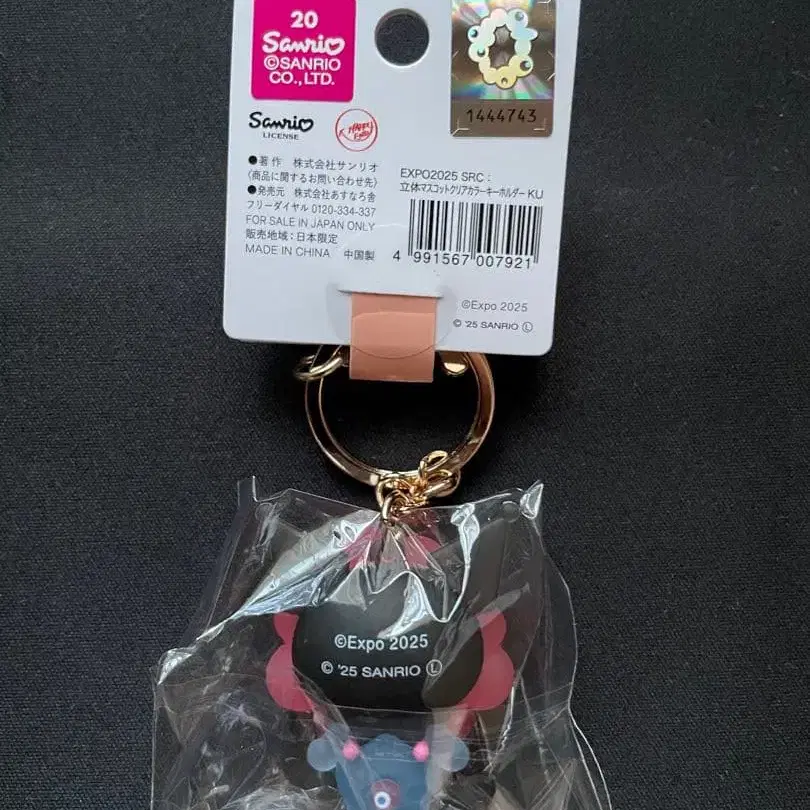 20
Sanrio
©SANRIO
CO., LTD.
1444743
Sanrio
LICENSE
HAPPY
●著作 株式会社サンリオ
(商品に関するお問い合わせ先)
●発売元 株式会社あすなろ舎
フリーダイヤル 0120-334-337
FOR SALE IN JAPAN ONLY
販売地域:日本限定
MADE IN CHINA 中国製
EXPO2025 SRC:
立体マスコットクリアカラーキーホルダー KU
4 991567 007921
©Expo 2025
© '25 SANRIO Ⓛ
©Expo 2025
© '25 SANRIO Ⓛ